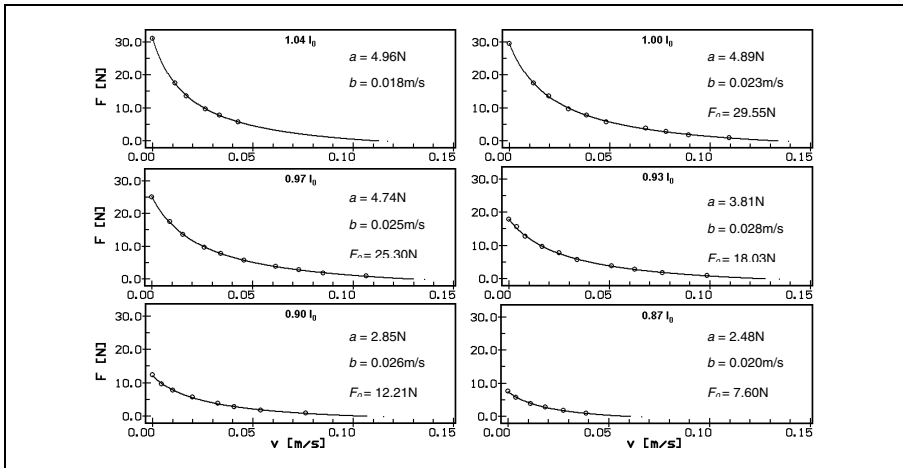 1.04 l₀
a = 4.96N
b = 0.018m/s
F [N]
30.0
20.0
10.0
0.0
0.00 0.05 0.10 0.15
1.00 l₀
a = 4.89N
b = 0.023m/s
F₀ = 29.55N
30.0
20.0
10.0
0.0
0.00 0.05 0.10 0.15
0.97 l₀
a = 4.74N
b = 0.025m/s
F₀ = 25.30N
F [N]
30.0
20.0
10.0
0.0
0.00 0.05 0.10 0.15
0.93 l₀
a = 3.81N
b = 0.028m/s
F₀ = 18.03N
30.0
20.0
10.0
0.0
0.00 0.05 0.10 0.15
0.90 l₀
a = 2.85N
b = 0.026m/s
F₀ = 12.21N
F [N]
30.0
20.0
10.0
0.0
0.00 0.05 0.10 0.15
v [m/s]
0.87 l₀
a = 2.48N
b = 0.020m/s
F₀ = 7.60N
30.0
20.0
10.0
0.0
0.00 0.05 0.10 0.15
v [m/s]